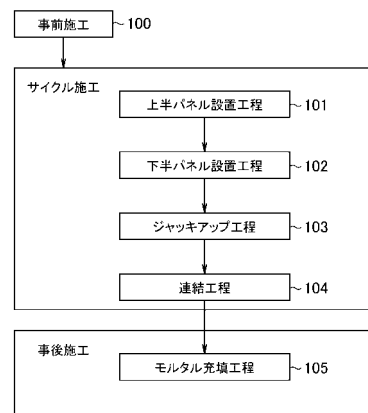 事前施工 100
サイクル施工
上半パネル設置工程 101
下半パネル設置工程 102
ジャッキアップ工程 103
連結工程 104
事後施工
モルタル充填工程 105